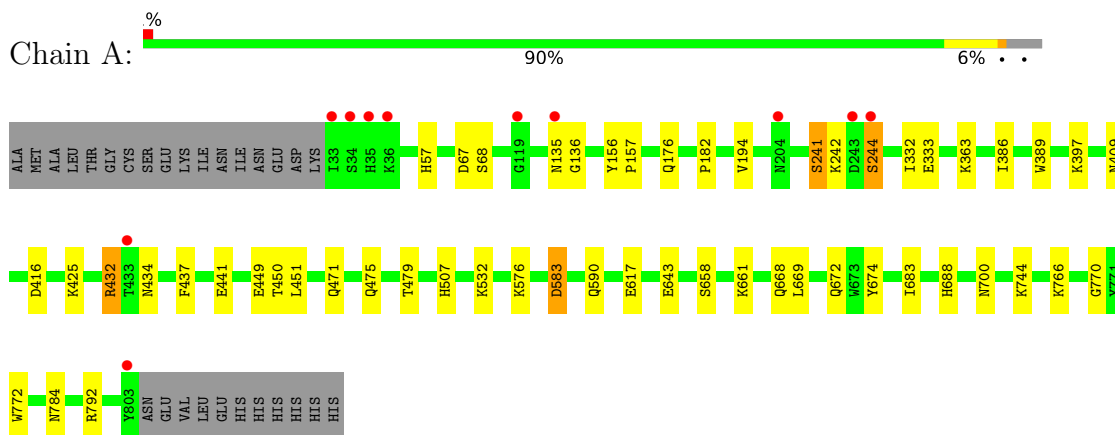 1%
Chain A:
90% 6% • •
ALA MET ALA LEU THR GLY CYS SER GLU LYS ILE ASN ILE ASN GLU ASP LYS I33 S34 H35 K36 G119 N135 G136 Y156 P157 Q176 P182 V194 N204 S241 K242 D243 S244 I332 E333 K363 I386 W389 K397 N409
D416 K425 R432 T433 N434 F437 E441 E449 T450 L451 Q471 Q475 T479 H507 K532 K576 D583 Q590 E617 E643 S658 K661 Q668 L669 Q672 W673 Y674 I683 H688 N700 K744 K766 G770 Y771
W772 N784 R792 Y803 ASN GLU VAL LEU GLU HIS HIS HIS HIS HIS HIS